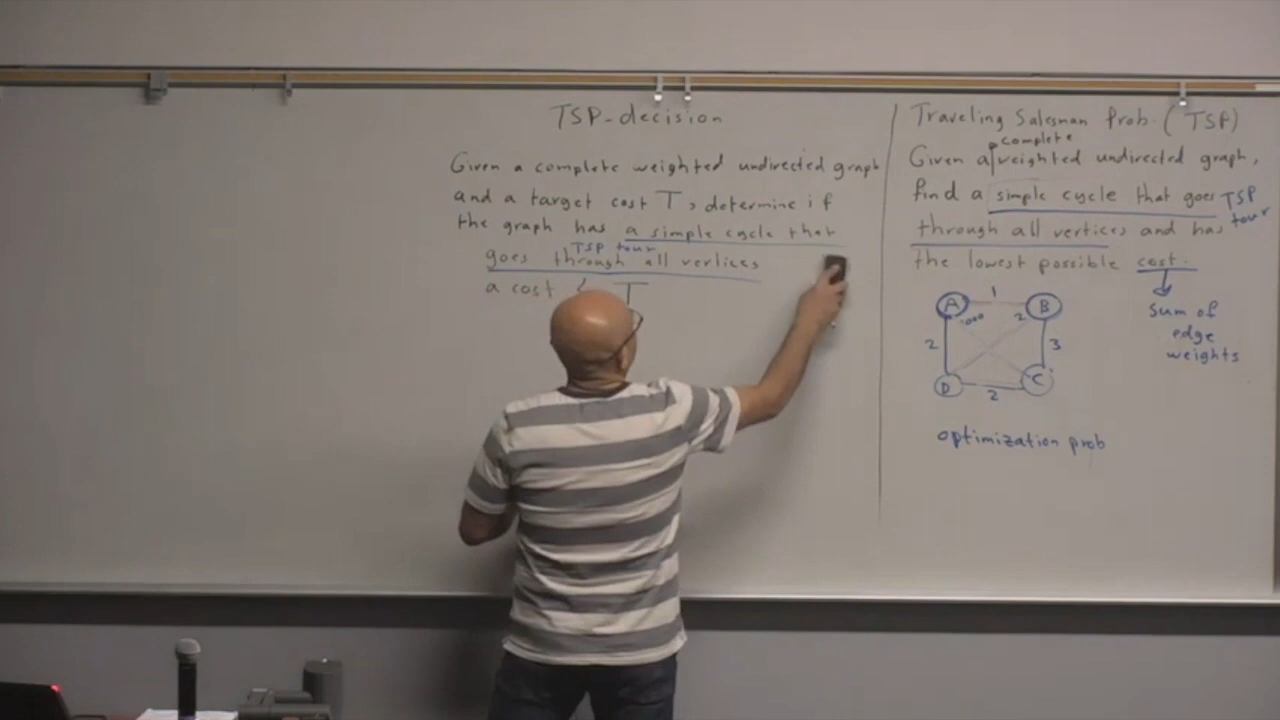 TSP-decision
Given a complete weighted undirected graph
and a target cost T, determine if
the graph has a simple cycle that
TSP tour
goes through all vertices
a cost T
Traveling Salesman Prob. (TSP)
complete
Given a weighted undirected graph,
find a simple cycle that goes TSP
tour
through all vertices and has
the lowest possible cost.
sum of
edge
weights
1
A B
1000 2
2 3
D C
2
optimization prob